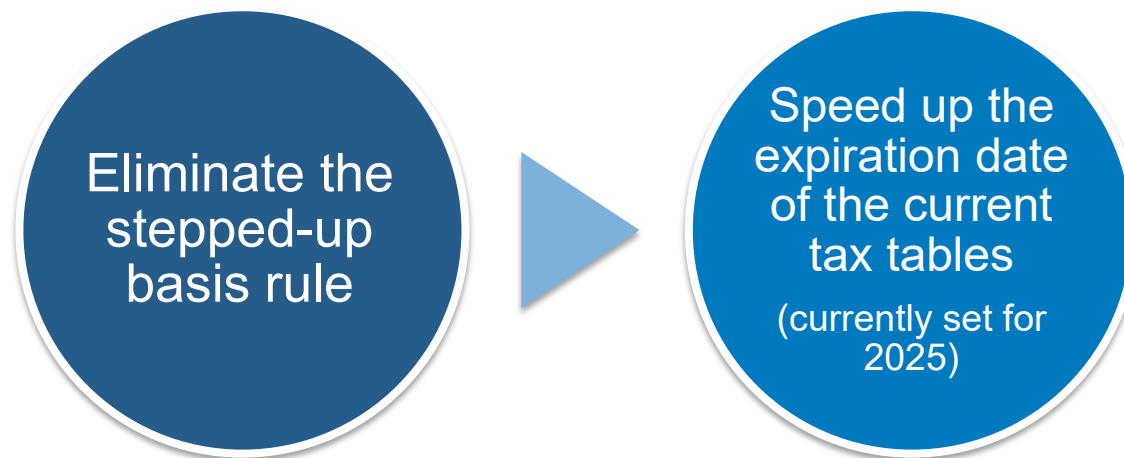 Eliminate the
stepped-up
basis rule
Speed up the
expiration date
of the current
tax tables
(currently set for
2025)